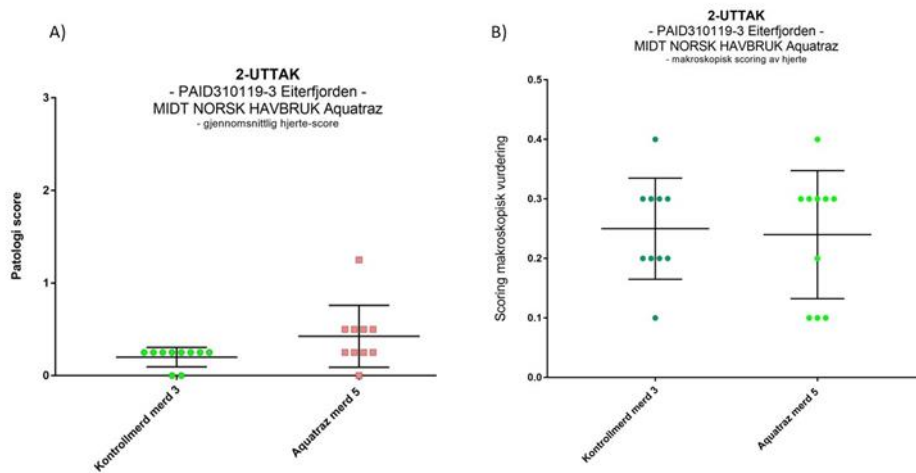 A)
2-UTTAK
- PAID310119-3 Eiterfjorden -
MIDT NORSK HAVBRUK Aquatraz
- gjennomsnittlig hjerte-score
Patologi score
3
2
1
0
Kontrollmerd merd 3
Aquatraz merd 5
B)
2-UTTAK
- PAID310119-3 Eiterfjorden -
MIDT NORSK HAVBRUK Aquatraz
- makroskopisk scoring av hjerte
Scoring makroskopisk vurdering
0.5
0.4
0.3
0.2
0.1
0.0
Kontrollmerd merd 3
Aquatraz merd 5